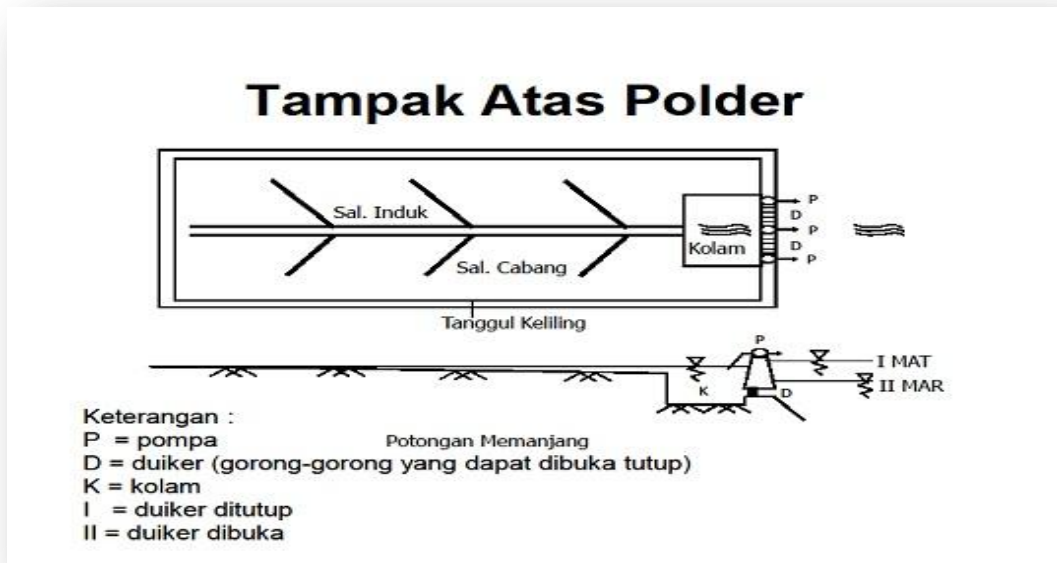 Tampak Atas Polder
Sal. Induk
Sal. Cabang
Kolam
P
D
P
D
P
Tanggul Keliling
P
I MAT
II MAR
K
D
Potongan Memanjang
Keterangan :
P = pompa
D = duiker (gorong-gorong yang dapat dibuka tutup)
K = kolam
I = duiker ditutup
II = duiker dibuka